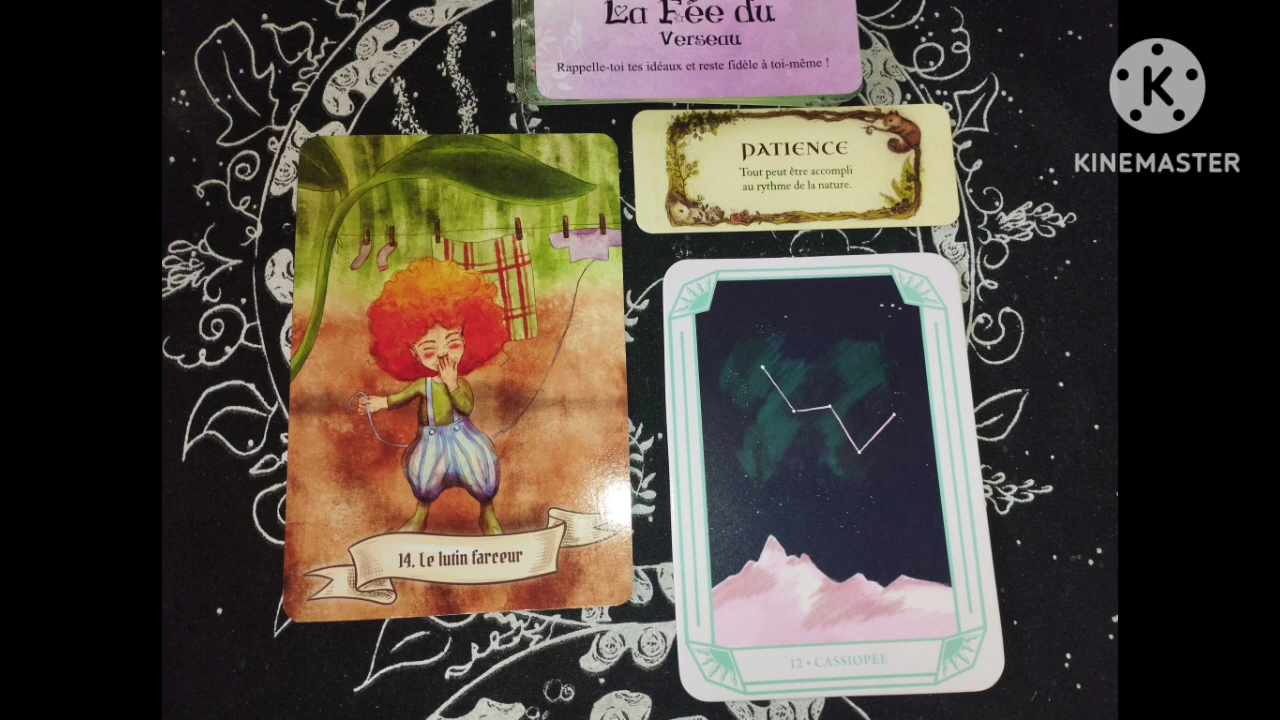 La Fée du
Verseau
Rappelle-toi tes idéaux et reste fidèle à toi-même !
PATIENCE
Tout peut être accompli
au rythme de la nature.
14. Le lutin farceur
12 • CASSIOPÉE
K
KINEMASTER